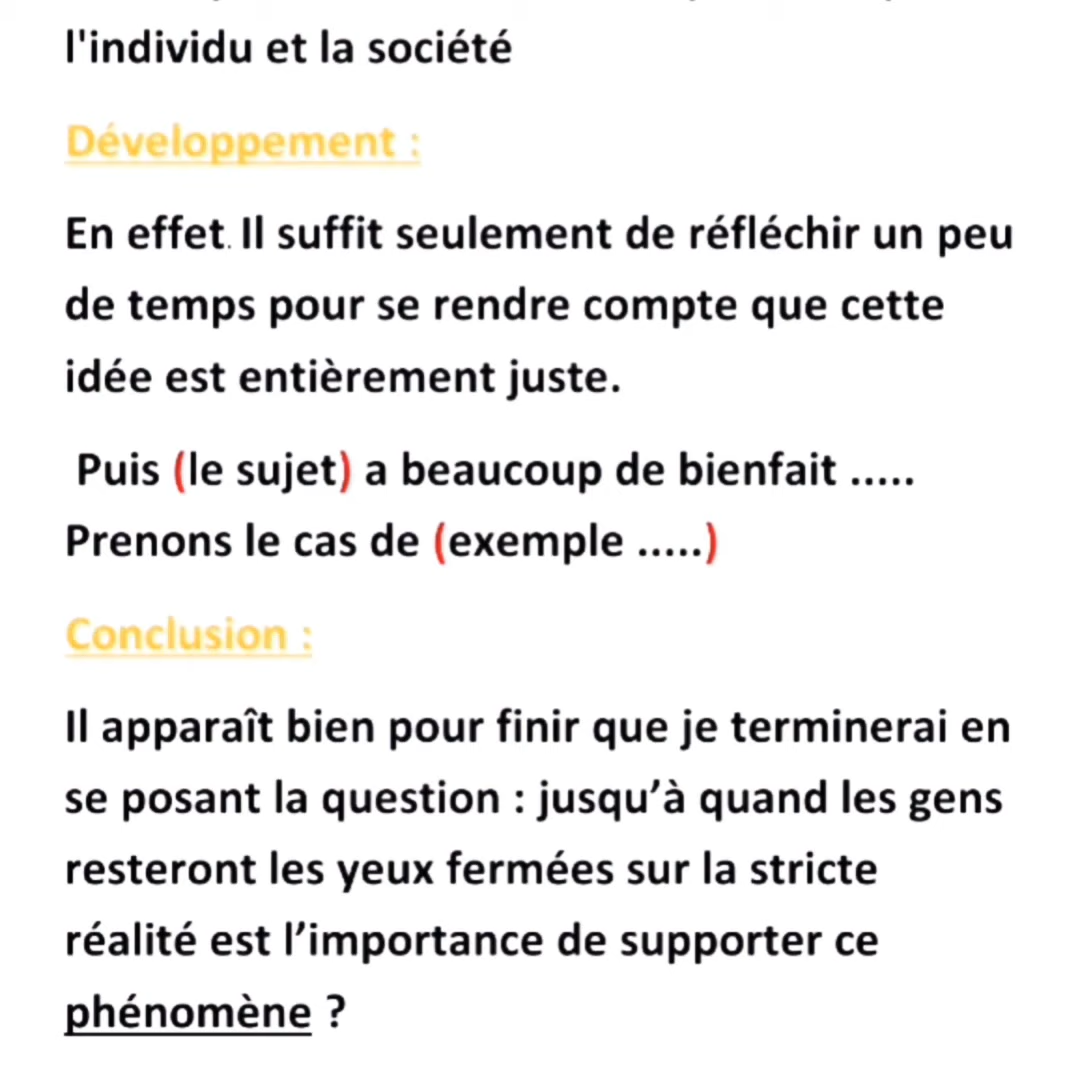 l'individu et la société
Développement :
En effet. Il suffit seulement de réfléchir un peu
de temps pour se rendre compte que cette
idée est entièrement juste.
Puis (le sujet) a beaucoup de bienfait .....
Prenons le cas de (exemple .....)
Conclusion :
Il apparaît bien pour finir que je terminerai en
se posant la question : jusqu’à quand les gens
resteront les yeux fermées sur la stricte
réalité est l’importance de supporter ce
phénomène ?